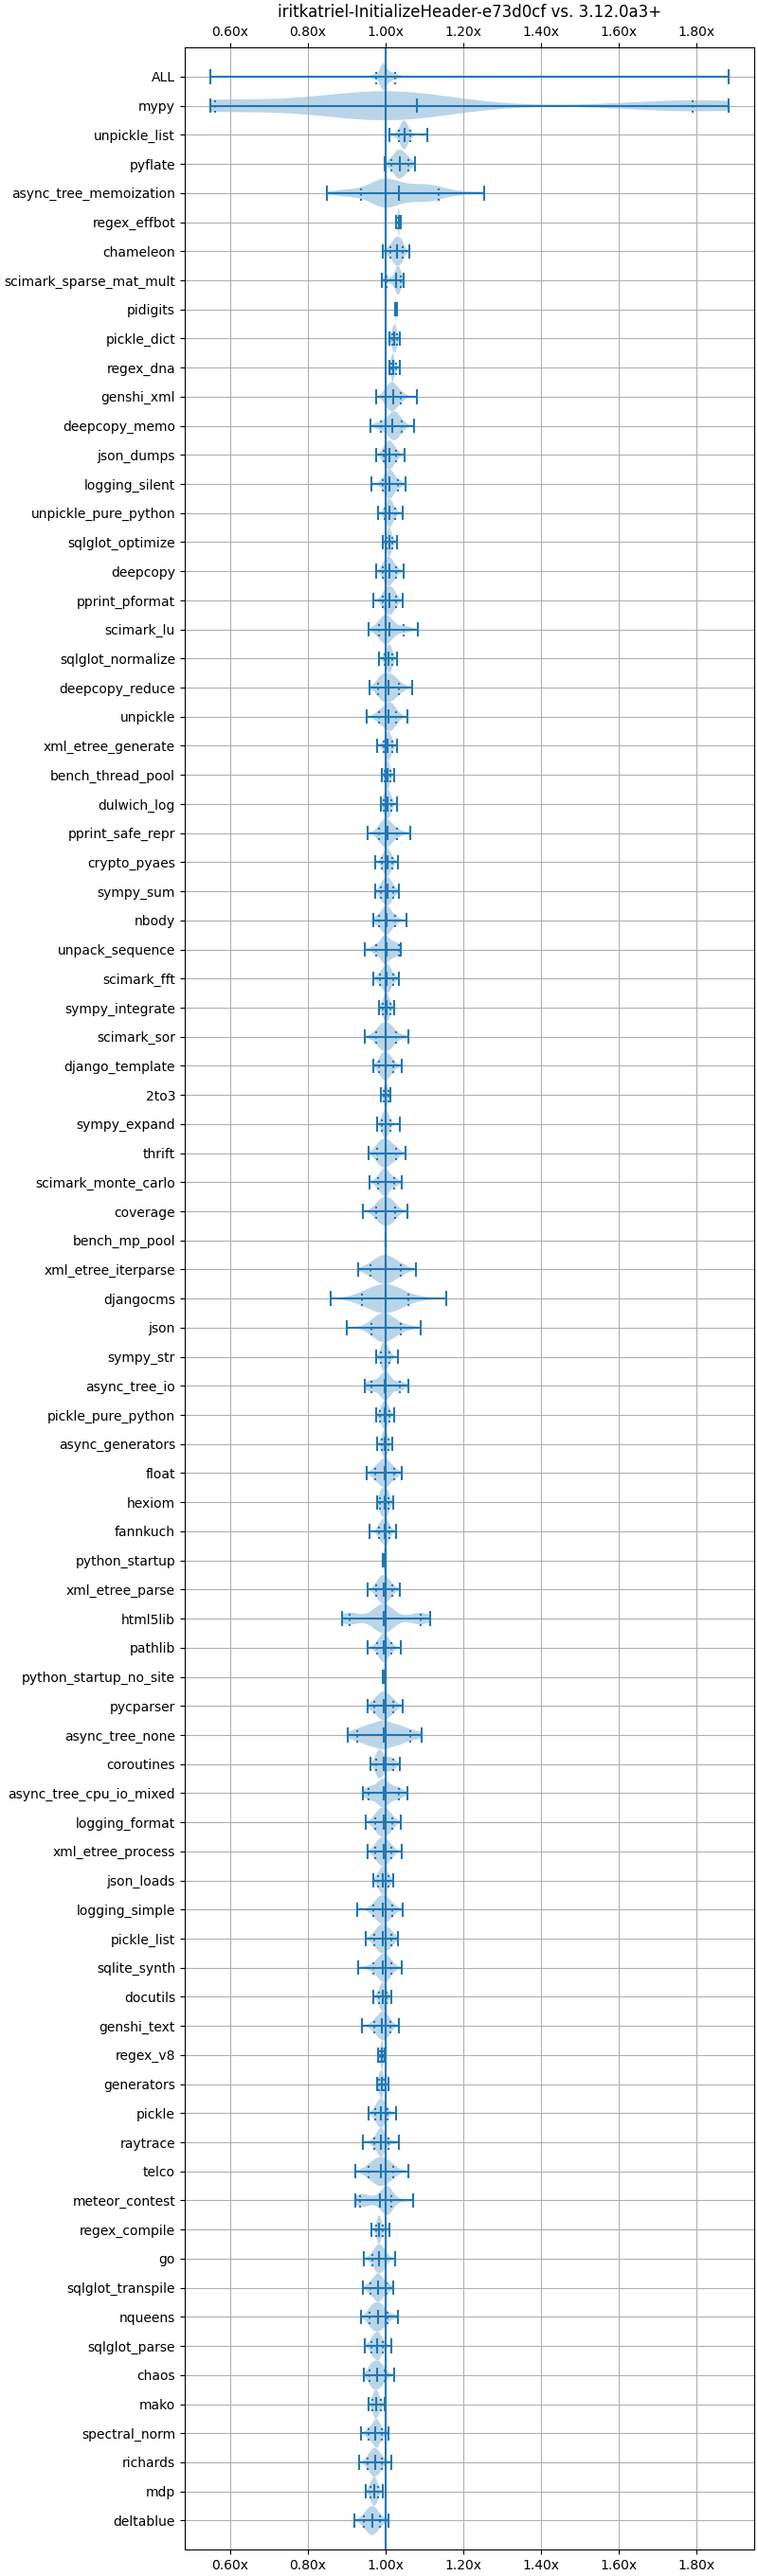 iritkatriel-InitializeHeader-e73d0cf vs. 3.12.0a3+
0.60x 0.80x 1.00x 1.20x 1.40x 1.60x 1.80x
ALL
mypy
unpickle_list
pyflate
async_tree_memoization
regex_effbot
chameleon
scimark_sparse_mat_mult
pidigits
pickle_dict
regex_dna
genshi_xml
deepcopy_memo
json_dumps
logging_silent
unpickle_pure_python
sqlglot_optimize
deepcopy
pprint_pformat
scimark_lu
sqlglot_normalize
deepcopy_reduce
unpickle
xml_etree_generate
bench_thread_pool
dulwich_log
pprint_safe_repr
crypto_pyaes
sympy_sum
nbody
unpack_sequence
scimark_fft
sympy_integrate
scimark_sor
django_template
2to3
sympy_expand
thrift
scimark_monte_carlo
coverage
bench_mp_pool
xml_etree_iterparse
djangocms
json
sympy_str
async_tree_io
pickle_pure_python
async_generators
float
hexiom
fannkuch
python_startup
xml_etree_parse
html5lib
pathlib
python_startup_no_site
pycparser
async_tree_none
coroutines
async_tree_cpu_io_mixed
logging_format
xml_etree_process
json_loads
logging_simple
pickle_list
sqlite_synth
docutils
genshi_text
regex_v8
generators
pickle
raytrace
telco
meteor_contest
regex_compile
go
sqlglot_transpile
nqueens
sqlglot_parse
chaos
mako
spectral_norm
richards
mdp
deltablue
0.60x 0.80x 1.00x 1.20x 1.40x 1.60x 1.80x